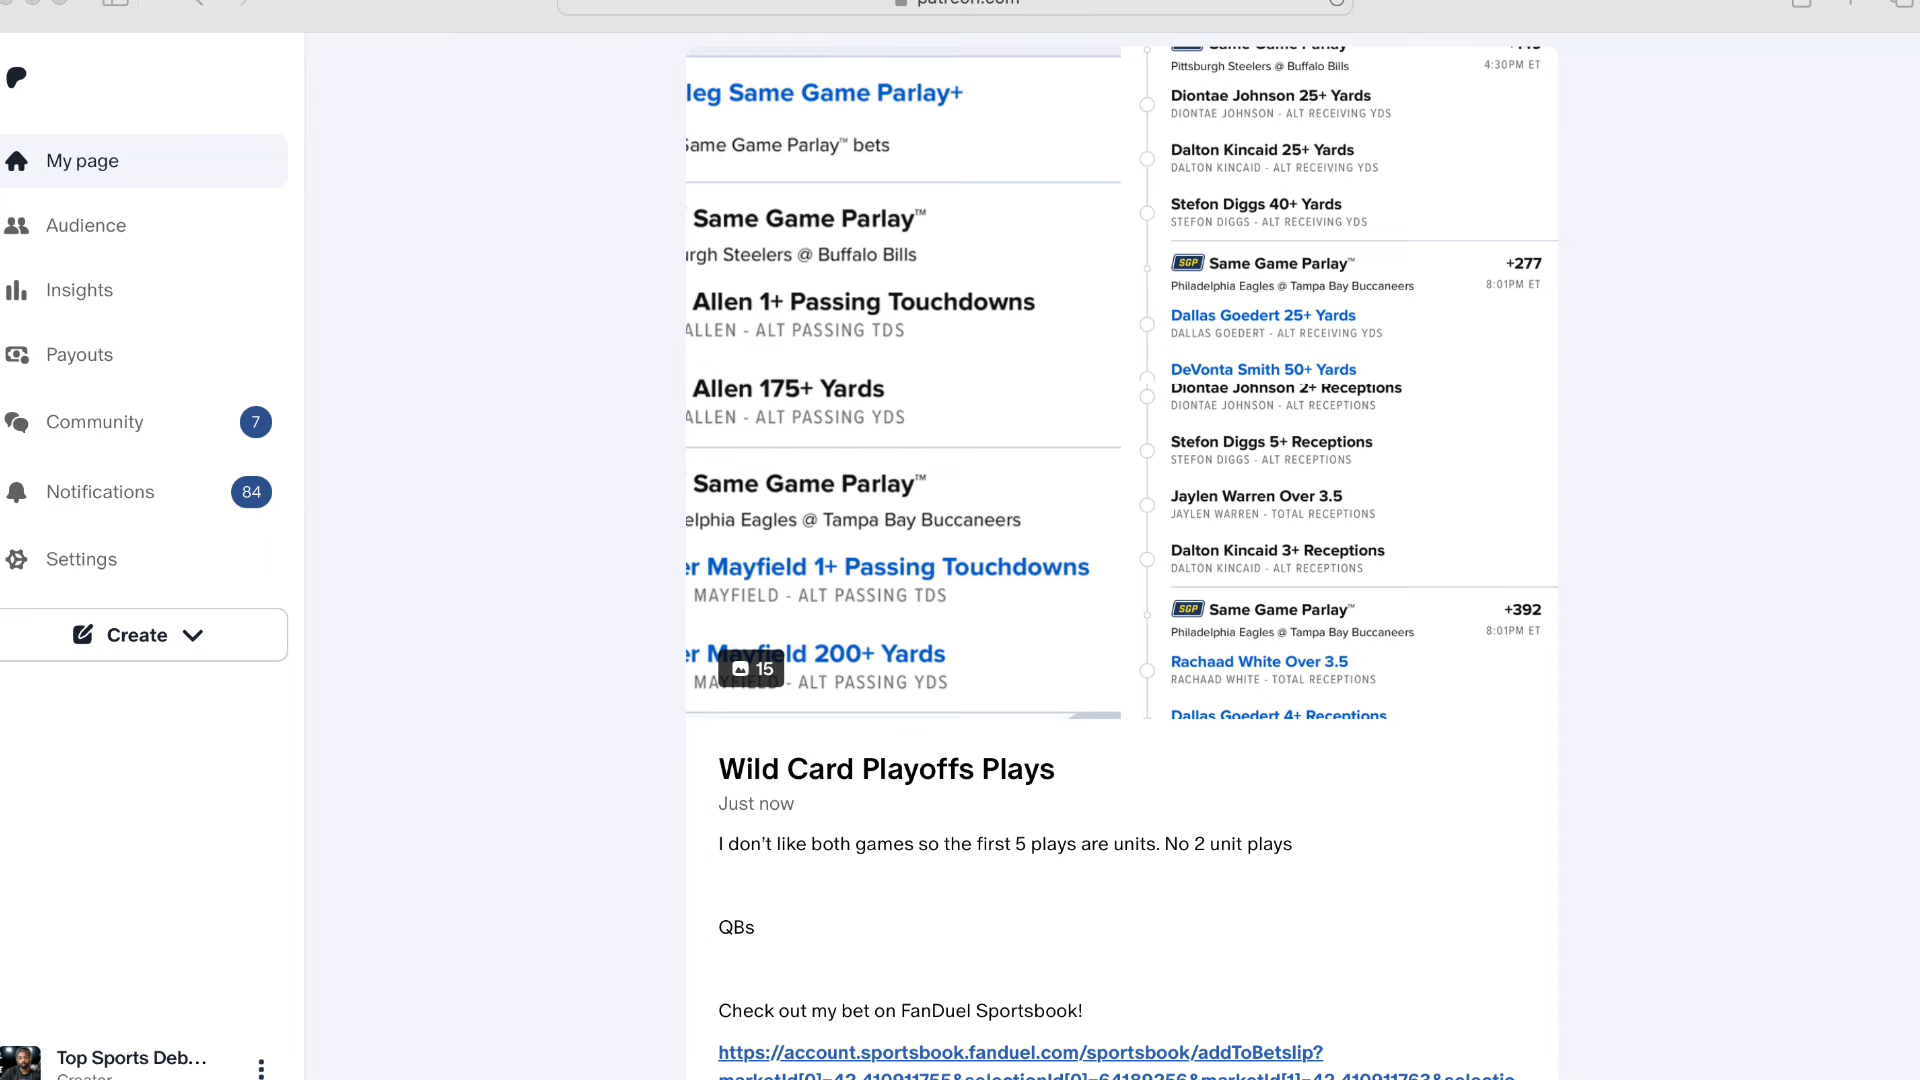 patreon.com
My page
Audience
Insights
Payouts
Community
7
Notifications
84
Settings
Create
Top Sports Deb...
Creator
leg Same Game Parlay+
Same Game Parlay™ bets
Same Game Parlay™
urgh Steelers @ Buffalo Bills
Allen 1+ Passing Touchdowns
ALLEN - ALT PASSING TDS
Allen 175+ Yards
ALLEN - ALT PASSING YDS
Same Game Parlay™
elphia Eagles @ Tampa Bay Buccaneers
er Mayfield 1+ Passing Touchdowns
MAYFIELD - ALT PASSING TDS
er Mayfield 200+ Yards
MAYFIELD - ALT PASSING YDS
15
Same Game Parlay
Pittsburgh Steelers @ Buffalo Bills
4:30PM ET
Diontae Johnson 25+ Yards
DIONTAE JOHNSON - ALT RECEIVING YDS
Dalton Kincaid 25+ Yards
DALTON KINCAID - ALT RECEIVING YDS
Stefon Diggs 40+ Yards
STEFON DIGGS - ALT RECEIVING YDS
SGP Same Game Parlay™ +277
Philadelphia Eagles @ Tampa Bay Buccaneers 8:01PM ET
Dallas Goedert 25+ Yards
DALLAS GOEDERT - ALT RECEIVING YDS
DeVonta Smith 50+ Yards
Diontae Johnson 2+ Receptions
DIONTAE JOHNSON - ALT RECEPTIONS
Stefon Diggs 5+ Receptions
STEFON DIGGS - ALT RECEPTIONS
Jaylen Warren Over 3.5
JAYLEN WARREN - TOTAL RECEPTIONS
Dalton Kincaid 3+ Receptions
DALTON KINCAID - ALT RECEPTIONS
SGP Same Game Parlay™ +392
Philadelphia Eagles @ Tampa Bay Buccaneers 8:01PM ET
Rachaad White Over 3.5
RACHAAD WHITE - TOTAL RECEPTIONS
Dallas Goedert 4+ Receptions
Wild Card Playoffs Plays
Just now
I don’t like both games so the first 5 plays are units. No 2 unit plays
QBs
Check out my bet on FanDuel Sportsbook!
https://account.sportsbook.fanduel.com/sportsbook/addToBetslip?